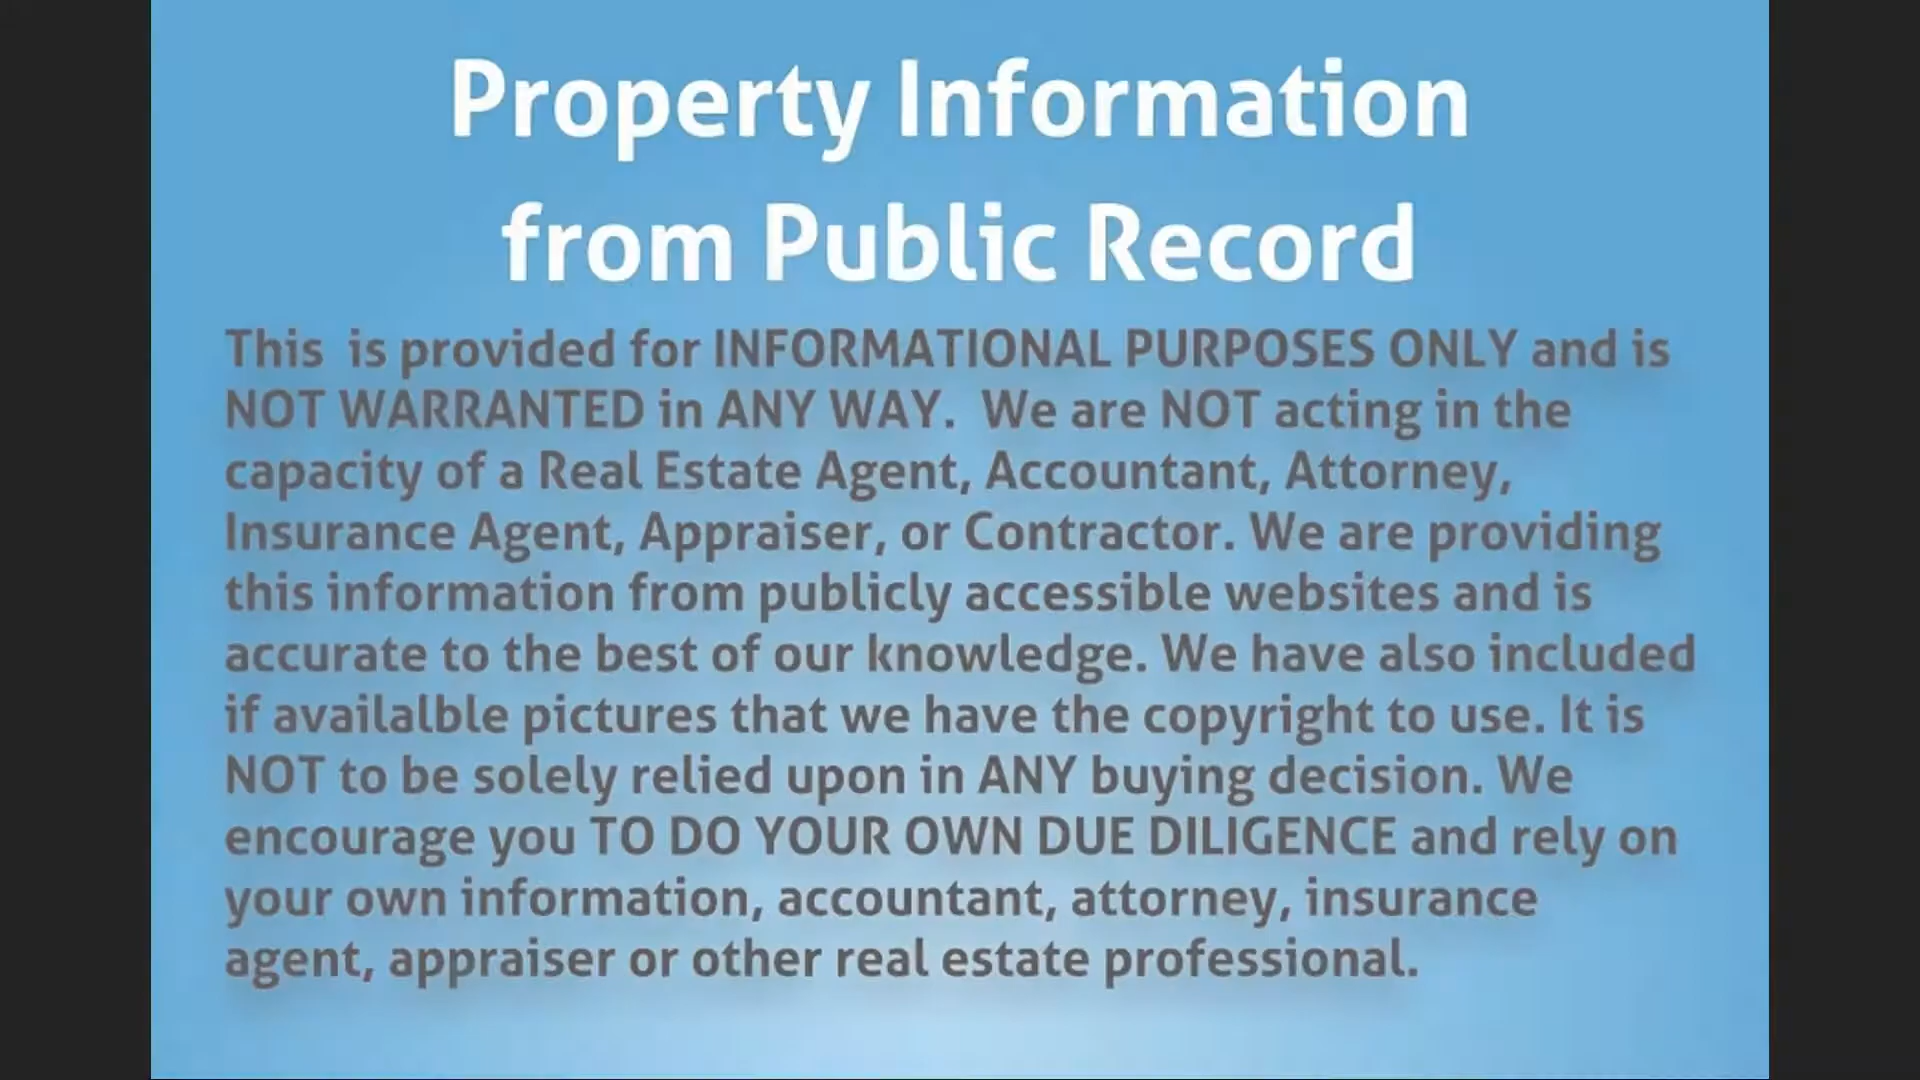 Property Information
from Public Record
This  is provided for INFORMATIONAL PURPOSES ONLY and is
NOT WARRANTED in ANY WAY.  We are NOT acting in the
capacity of a Real Estate Agent, Accountant, Attorney,
Insurance Agent, Appraiser, or Contractor. We are providing
this information from publicly accessible websites and is
accurate to the best of our knowledge. We have also included
if availalble pictures that we have the copyright to use. It is
NOT to be solely relied upon in ANY buying decision. We
encourage you TO DO YOUR OWN DUE DILIGENCE and rely on
your own information, accountant, attorney, insurance
agent, appraiser or other real estate professional.